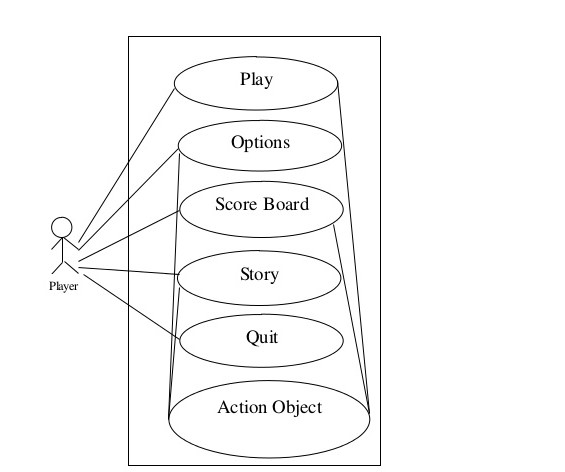 Play
Options
Score Board
Story
Player
Quit
Action Object